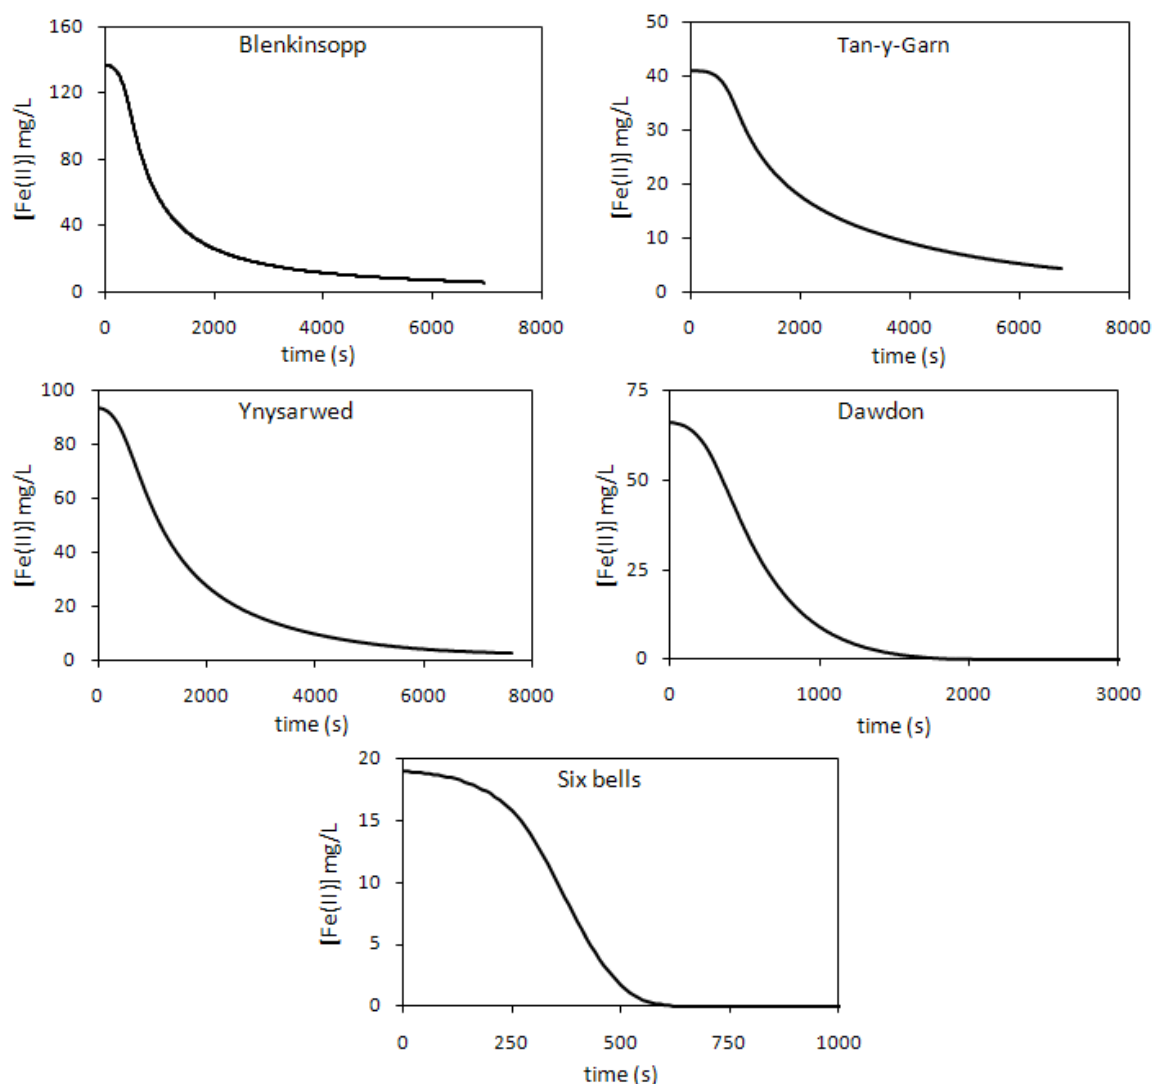 Blenkinsopp
[Fe(II)] mg/L
160
120
80
40
0
0 2000 4000 6000 8000
time (s)
Tan-y-Garn
[Fe(II)] mg/L
50
40
30
20
10
0
0 2000 4000 6000 8000
time (s)
Ynysarwed
[Fe(II)] mg/L
100
80
60
40
20
0
0 2000 4000 6000 8000
time (s)
Dawdon
[Fe(II)] mg/L
75
50
25
0
0 1000 2000 3000
time (s)
Six bells
[Fe(II)] mg/L
20
15
10
5
0
0 250 500 750 1000
time (s)